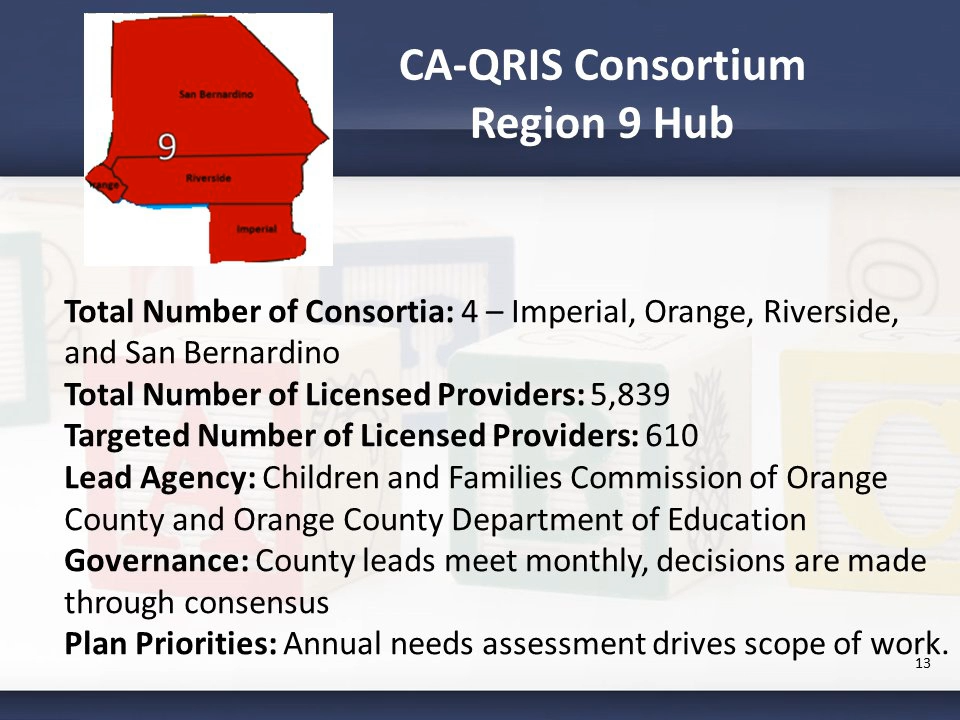 CA-QRIS Consortium
Region 9 Hub
San Bernardino
9
Riverside
Imperial
Total Number of Consortia: 4 – Imperial, Orange, Riverside,
and San Bernardino
Total Number of Licensed Providers: 5,839
Targeted Number of Licensed Providers: 610
Lead Agency: Children and Families Commission of Orange
County and Orange County Department of Education
Governance: County leads meet monthly, decisions are made
through consensus
Plan Priorities: Annual needs assessment drives scope of work.
13